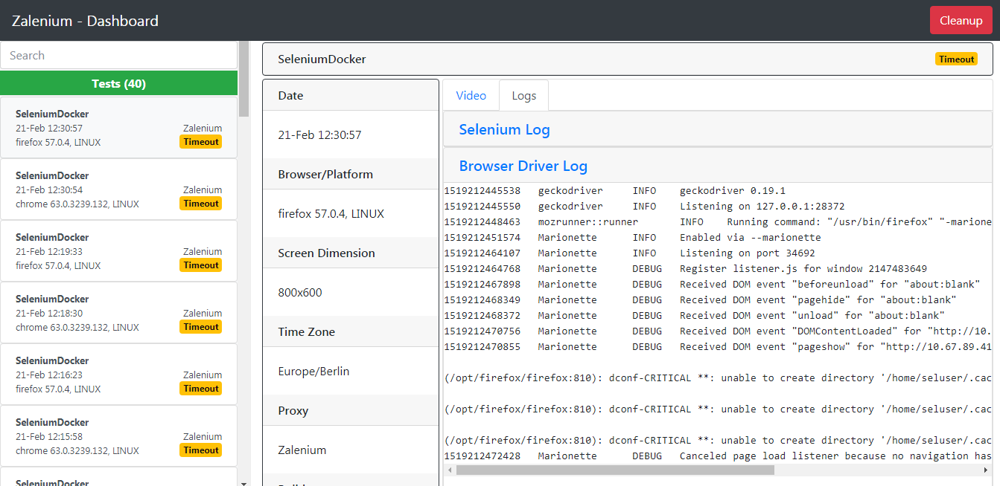 Zalenium - Dashboard
Cleanup
Search
Tests (40)
SeleniumDocker
21-Feb 12:30:57 Zalenium
firefox 57.0.4, LINUX Timeout
SeleniumDocker
21-Feb 12:30:54 Zalenium
chrome 63.0.3239.132, LINUX Timeout
SeleniumDocker
21-Feb 12:19:33 Zalenium
firefox 57.0.4, LINUX Timeout
SeleniumDocker
21-Feb 12:18:30 Zalenium
chrome 63.0.3239.132, LINUX Timeout
SeleniumDocker
21-Feb 12:16:23 Zalenium
firefox 57.0.4, LINUX Timeout
SeleniumDocker
21-Feb 12:15:58 Zalenium
chrome 63.0.3239.132, LINUX Timeout
SeleniumDocker
SeleniumDocker Timeout
Date
21-Feb 12:30:57
Browser/Platform
firefox 57.0.4, LINUX
Screen Dimension
800x600
Time Zone
Europe/Berlin
Proxy
Zalenium
Video Logs
Selenium Log
Browser Driver Log
1519212445538 geckodriver INFO geckodriver 0.19.1
1519212445550 geckodriver INFO Listening on 127.0.0.1:28372
1519212448463 mozrunner::runner INFO Running command: "/usr/bin/firefox" "-marione
1519212451574 Marionette INFO Enabled via --marionette
1519212464107 Marionette INFO Listening on port 34692
1519212464768 Marionette DEBUG Register listener.js for window 2147483649
1519212467898 Marionette DEBUG Received DOM event "beforeunload" for "about:blank"
1519212468349 Marionette DEBUG Received DOM event "pagehide" for "about:blank"
1519212468372 Marionette DEBUG Received DOM event "unload" for "about:blank"
1519212470756 Marionette DEBUG Received DOM event "DOMContentLoaded" for "http://10.
1519212470855 Marionette DEBUG Received DOM event "pageshow" for "http://10.67.89.41
(/opt/firefox/firefox:810): dconf-CRITICAL **: unable to create directory '/home/seluser/.cac
(/opt/firefox/firefox:810): dconf-CRITICAL **: unable to create directory '/home/seluser/.cac
(/opt/firefox/firefox:810): dconf-CRITICAL **: unable to create directory '/home/seluser/.cac
1519212472428 Marionette DEBUG Canceled page load listener because no navigation has